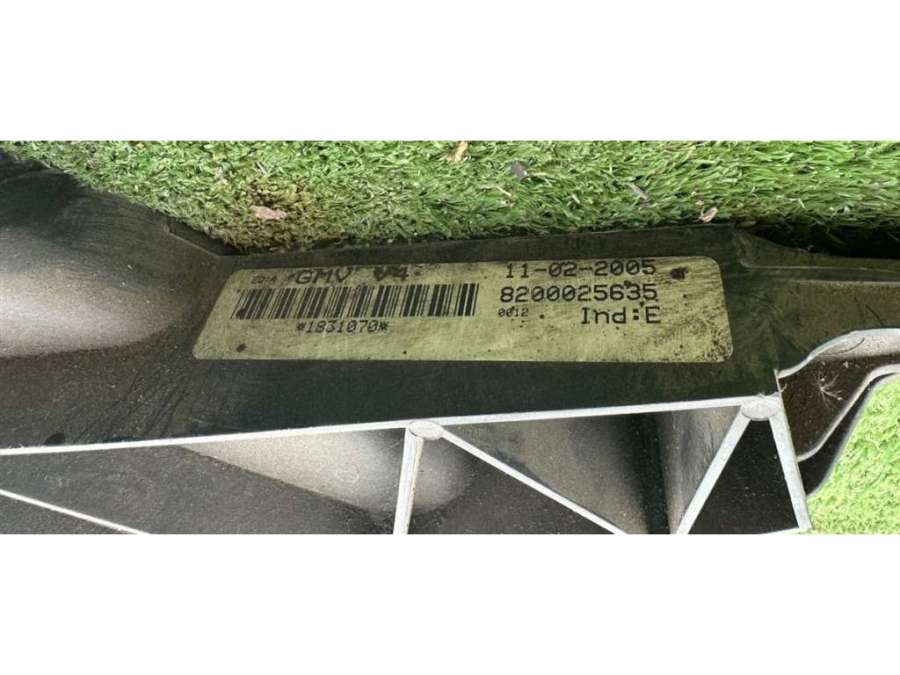 GMV V4
11-02-2005
8200025635
*1831070*
0012
Ind:E